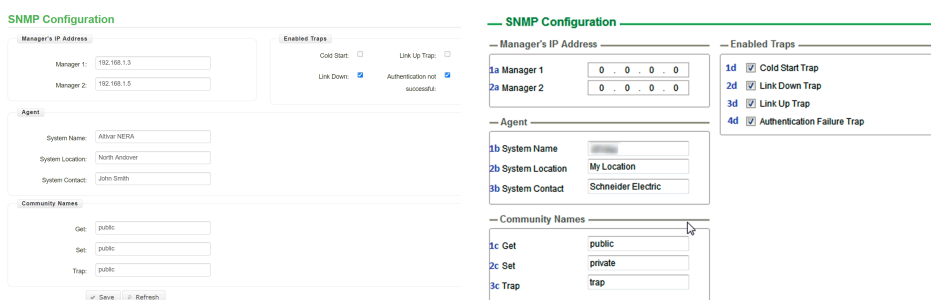 SNMP Configuration
Manager's IP Address
Manager 1: 192.168.1.3
Manager 2: 192.168.1.5
Enabled Traps
Cold Start: Link Up Trap:
Link Down: Authentication not
successful:
Agent
System Name: Altivar NERA
System Location: North Andover
System Contact: John Smith
Community Names
Get: public
Set: public
Trap: public
Save Refresh
SNMP Configuration
Manager's IP Address
1a Manager 1 0 . 0 . 0 . 0
2a Manager 2 0 . 0 . 0 . 0
Enabled Traps
1d Cold Start Trap
2d Link Down Trap
3d Link Up Trap
4d Authentication Failure Trap
Agent
1b System Name
2b System Location My Location
3b System Contact Schneider Electric
Community Names
1c Get public
2c Set private
3c Trap trap